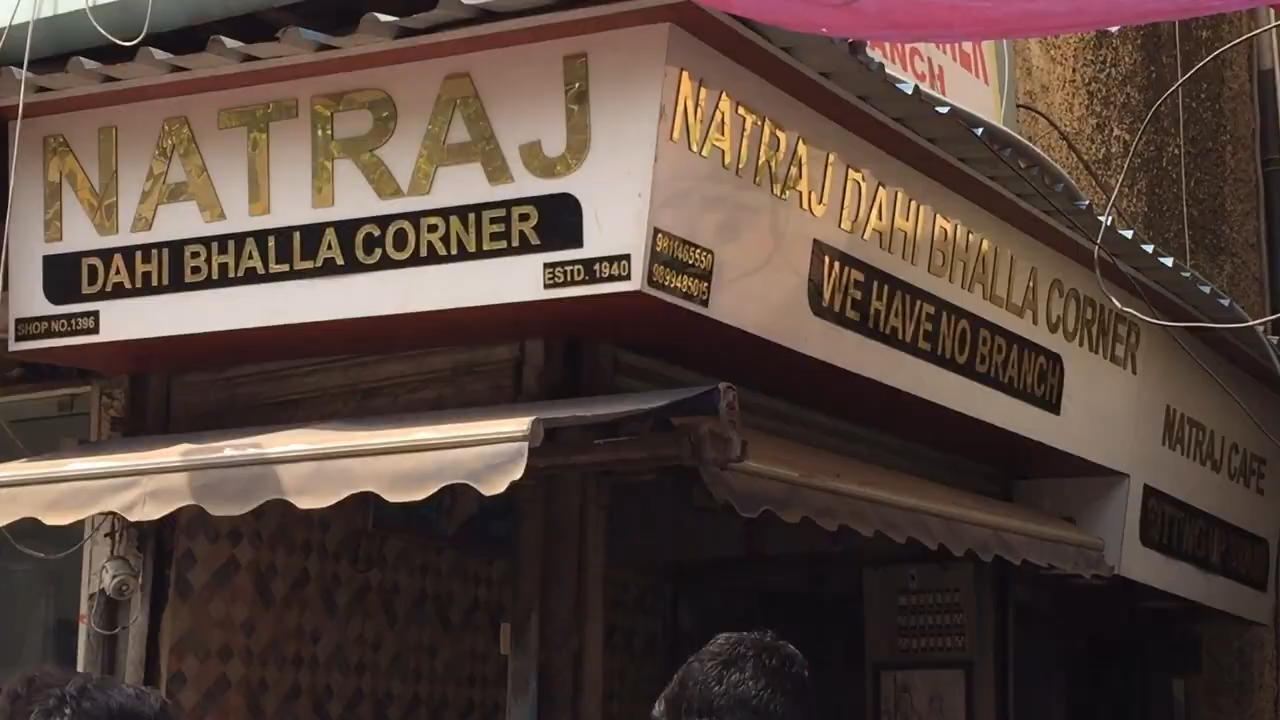 NATRAJ
DAHI BHALLA CORNER
ESTD. 1940
SHOP NO.1396
NATRAJ DAHI BHALLA CORNER
9811465550
9899485015
WE HAVE NO BRANCH
NATRAJ CAFE
NCH